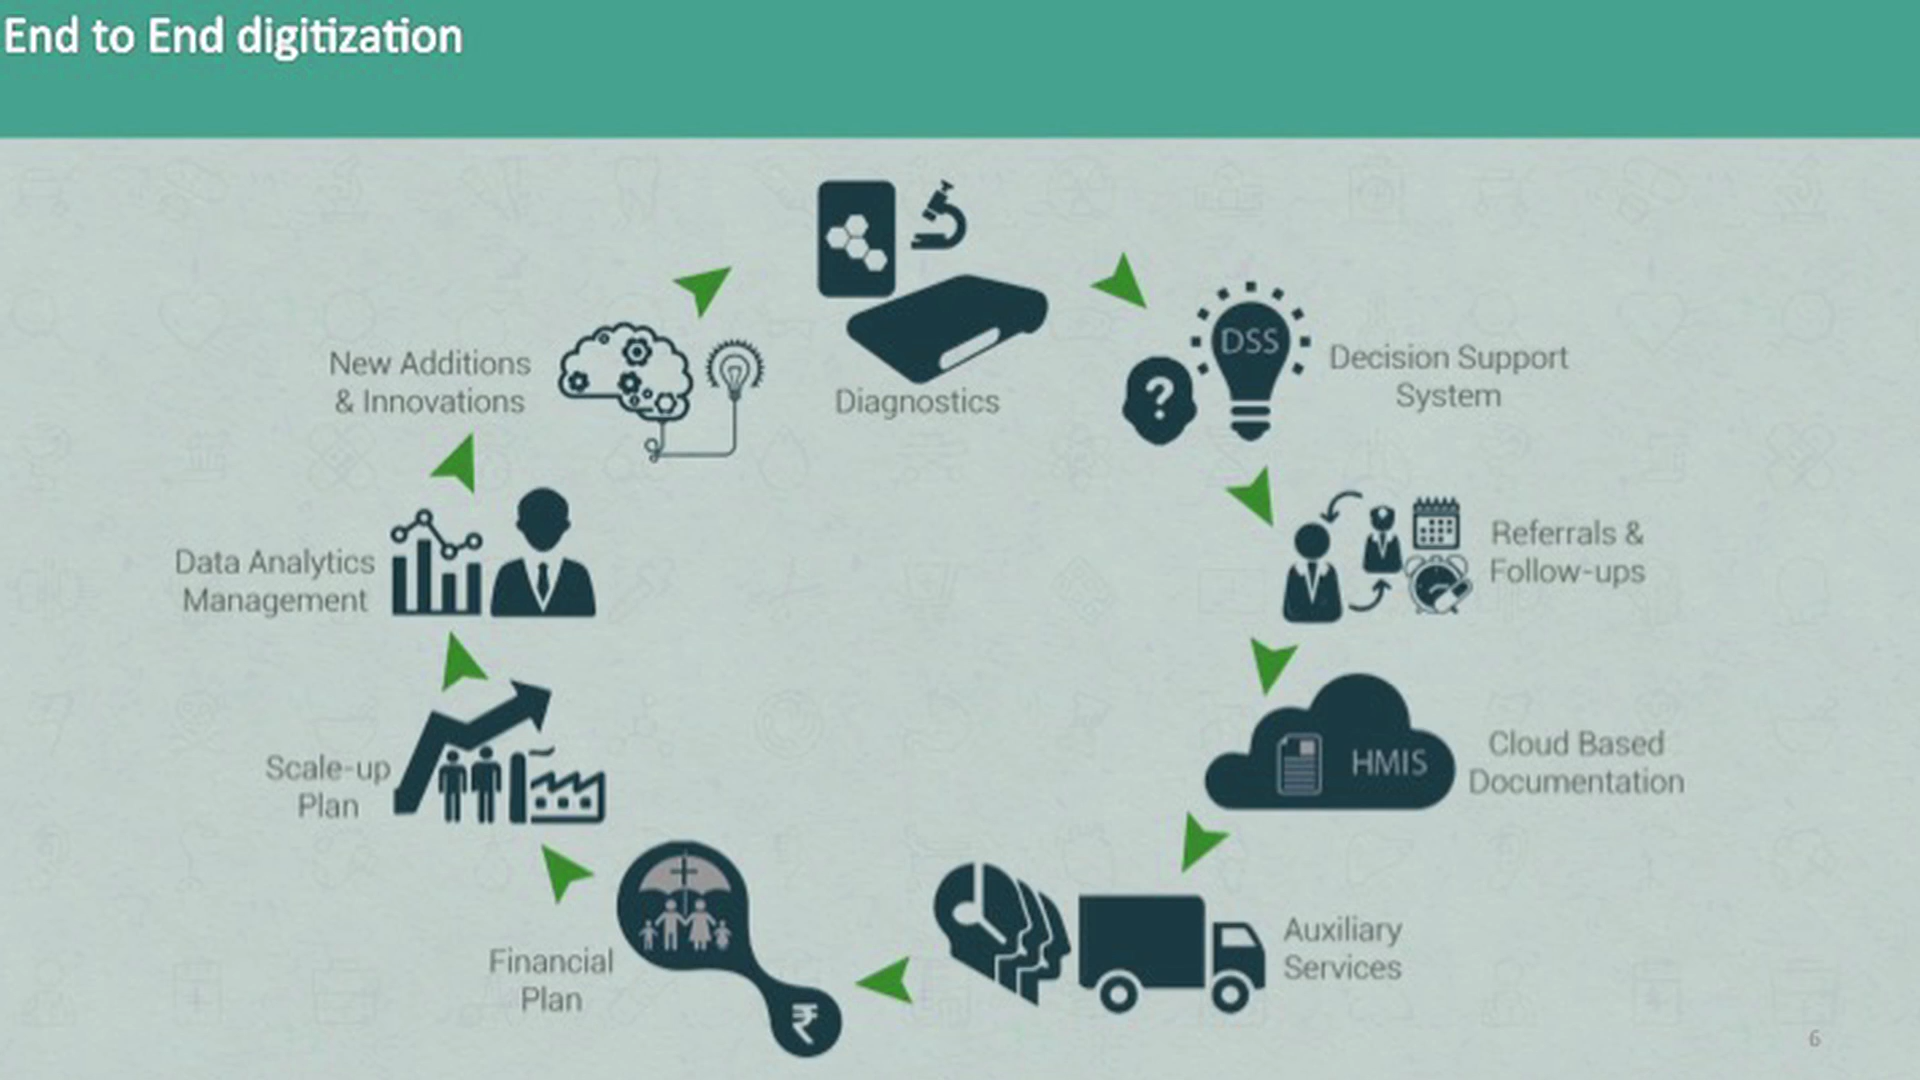 End to End digitization
Diagnostics
DSS
?
Decision Support
System
Referrals &
Follow-ups
HMIS
Cloud Based
Documentation
Auxiliary
Services
₹
Financial
Plan
Scale-up
Plan
Data Analytics
Management
New Additions
& Innovations
6